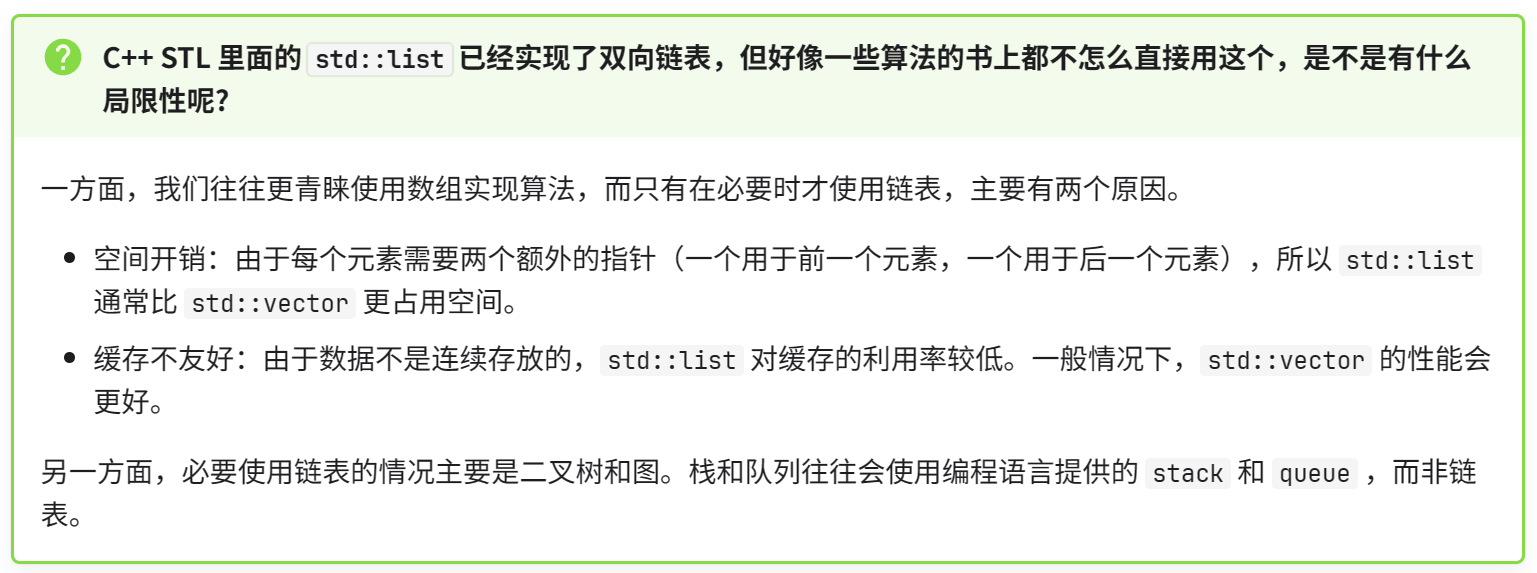 C++ STL 里面的 std::list 已经实现了双向链表，但好像一些算法的书上都不怎么直接用这个，是不是有什么
局限性呢？
一方面，我们往往更青睐使用数组实现算法，而只有在必要时才使用链表，主要有两个原因。
• 空间开销：由于每个元素需要两个额外的指针（一个用于前一个元素，一个用于后一个元素），所以 std::list
通常比 std::vector 更占用空间。
• 缓存不友好：由于数据不是连续存放的，std::list 对缓存的利用率较低。一般情况下，std::vector 的性能会
更好。
另一方面，必要使用链表的情况主要是二叉树和图。栈和队列往往会使用编程语言提供的 stack 和 queue ，而非链
表。